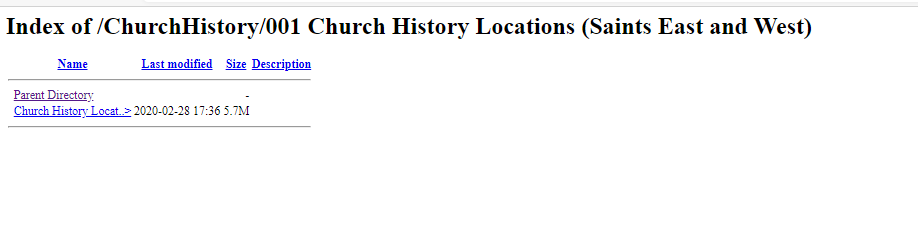 Index of /ChurchHistory/001 Church History Locations (Saints East and West)
Name Last modified Size Description
Parent Directory -
Church History Locat..> 2020-02-28 17:36 5.7M